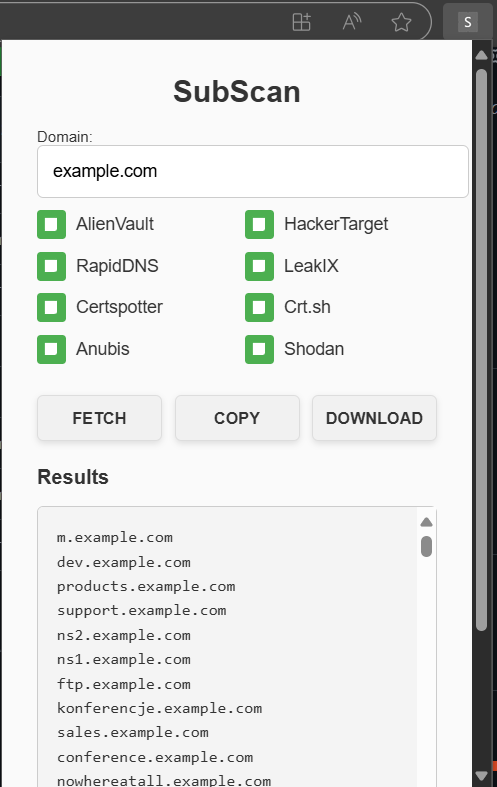 S
SubScan
Domain:
example.com
AlienVault HackerTarget
RapidDNS LeakIX
Certspotter Crt.sh
Anubis Shodan
FETCH COPY DOWNLOAD
Results
m.example.com
dev.example.com
products.example.com
support.example.com
ns2.example.com
ns1.example.com
ftp.example.com
konferencje.example.com
sales.example.com
conference.example.com
nowhereatall.example.com